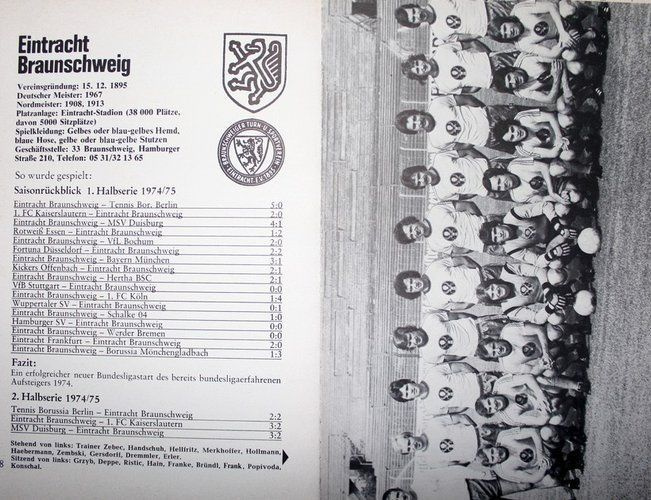 Eintracht
Braunschweig
Vereinsgründung: 15. 12. 1895
Deutscher Meister: 1967
Nordmeister: 1908, 1913
Platzanlage: Eintracht-Stadion (38 000 Plätze,
davon 5000 Sitzplätze)
Spielkleidung: Gelbes oder blau-gelbes Hemd,
blaue Hose, gelbe oder blau-gelbe Stutzen
Geschäftsstelle: 33 Braunschweig, Hamburger
Straße 210, Telefon: 05 31/32 13 65
BRAUNSCHWEIGER TURN- U. SPORTVEREIN
EINTRACHT E.V. 1895
So wurde gespielt:
Saisonrückblick 1. Halbserie 1974/75
Eintracht Braunschweig – Tennis Bor. Berlin 5:0
1. FC Kaiserslautern – Eintracht Braunschweig 2:0
Eintracht Braunschweig – MSV Duisburg 4:1
Rotweiß Essen – Eintracht Braunschweig 1:2
Eintracht Braunschweig – VfL Bochum 2:0
Fortuna Düsseldorf – Eintracht Braunschweig 2:2
Eintracht Braunschweig – Bayern München 3:1
Kickers Offenbach – Eintracht Braunschweig 2:1
Eintracht Braunschweig – Hertha BSC 2:1
VfB Stuttgart – Eintracht Braunschweig 0:0
Eintracht Braunschweig – 1. FC Köln 1:4
Wuppertaler SV – Eintracht Braunschweig 0:1
Eintracht Braunschweig – Schalke 04 1:0
Hamburger SV – Eintracht Braunschweig 0:0
Eintracht Braunschweig – Werder Bremen 0:0
Eintracht Frankfurt – Eintracht Braunschweig 2:0
Eintracht Braunschweig – Borussia Mönchengladbach 1:3
Fazit:
Ein erfolgreicher neuer Bundesligastart des bereits bundesligaerfahrenen
Aufsteigers 1974.
2. Halbserie 1974/75
Tennis Borussia Berlin – Eintracht Braunschweig 2:2
Eintracht Braunschweig – 1. FC Kaiserslautern 3:2
MSV Duisburg – Eintracht Braunschweig 3:2
Stehend von links: Trainer Zebec, Handschuh, Hellfritz, Merkhoffer, Hollmann,
Haebermann, Zembski, Gersdorff, Dremmler, Erler.
Sitzend von links: Grzyb, Deppe, Ristic, Hain, Franke, Bründl, Frank, Popivoda,
Konschal.
8